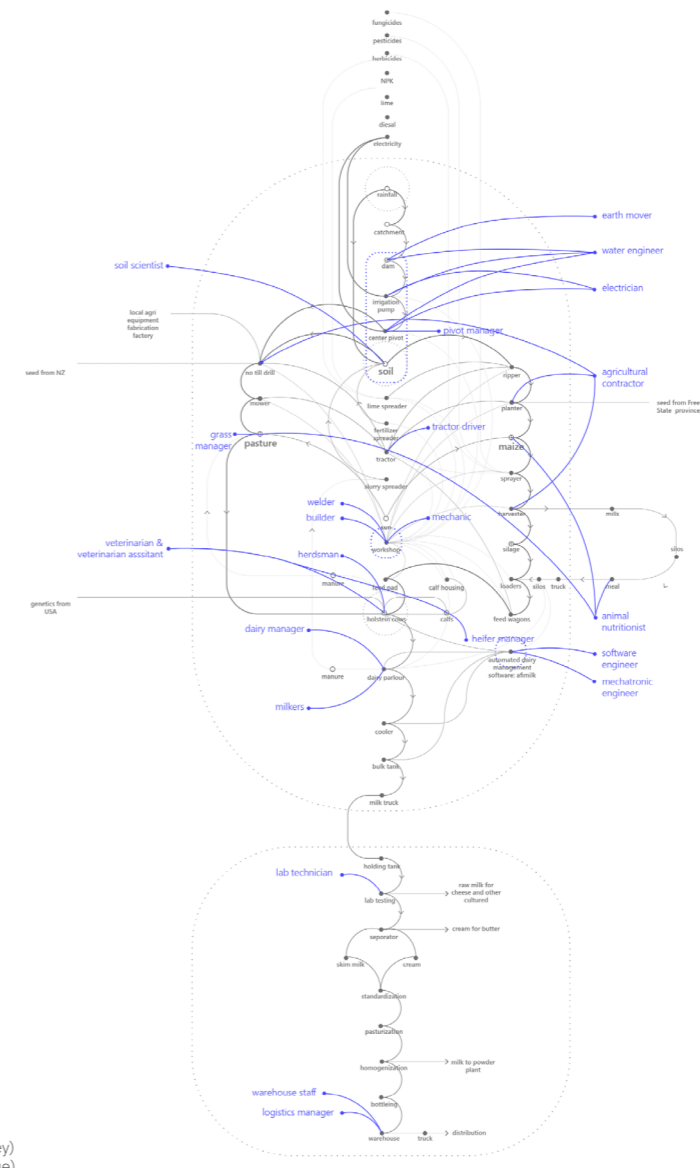 fungicides
pesticides
herbicides
NPK
lime
diesal
electricity
rainfall
catchment
earth mover
water engineer
dam
soil scientist
electrician
irrigation
pump
local agri
equipment
fabrication
factory
center pivot
pivot manager
soil
seed from NZ
no till drill
ripper
agricultural
contractor
mower
lime spreader
planter
seed from Free
State province
fertilizer
spreader
tractor driver
grass
manager
pasture
maize
tractor
sprayer
slurry spreader
welder
harvester
mills
builder
mechanic
veterinarian &
veterinarian asssitant
workshop
silage
silos
herdsman
manure
feed pad
calf housing
loaders
silos
truck
meal
genetics from
USA
holstein cows
calfs
feed wagons
animal
nutritionist
dairy manager
heifer manager
software
engineer
automated dairy
management
software: afimilk
manure
dairy parlour
mechatronic
engineer
milkers
cooler
bulk tank
milk truck
holding tank
lab technician
lab testing
raw milk for
cheese and other
cultured
separator
cream for butter
skim milk
cream
standardization
pasturization
homogenization
milk to powder
plant
warehouse staff
bottleing
logistics manager
warehouse
truck
distribution
ey)
ue)